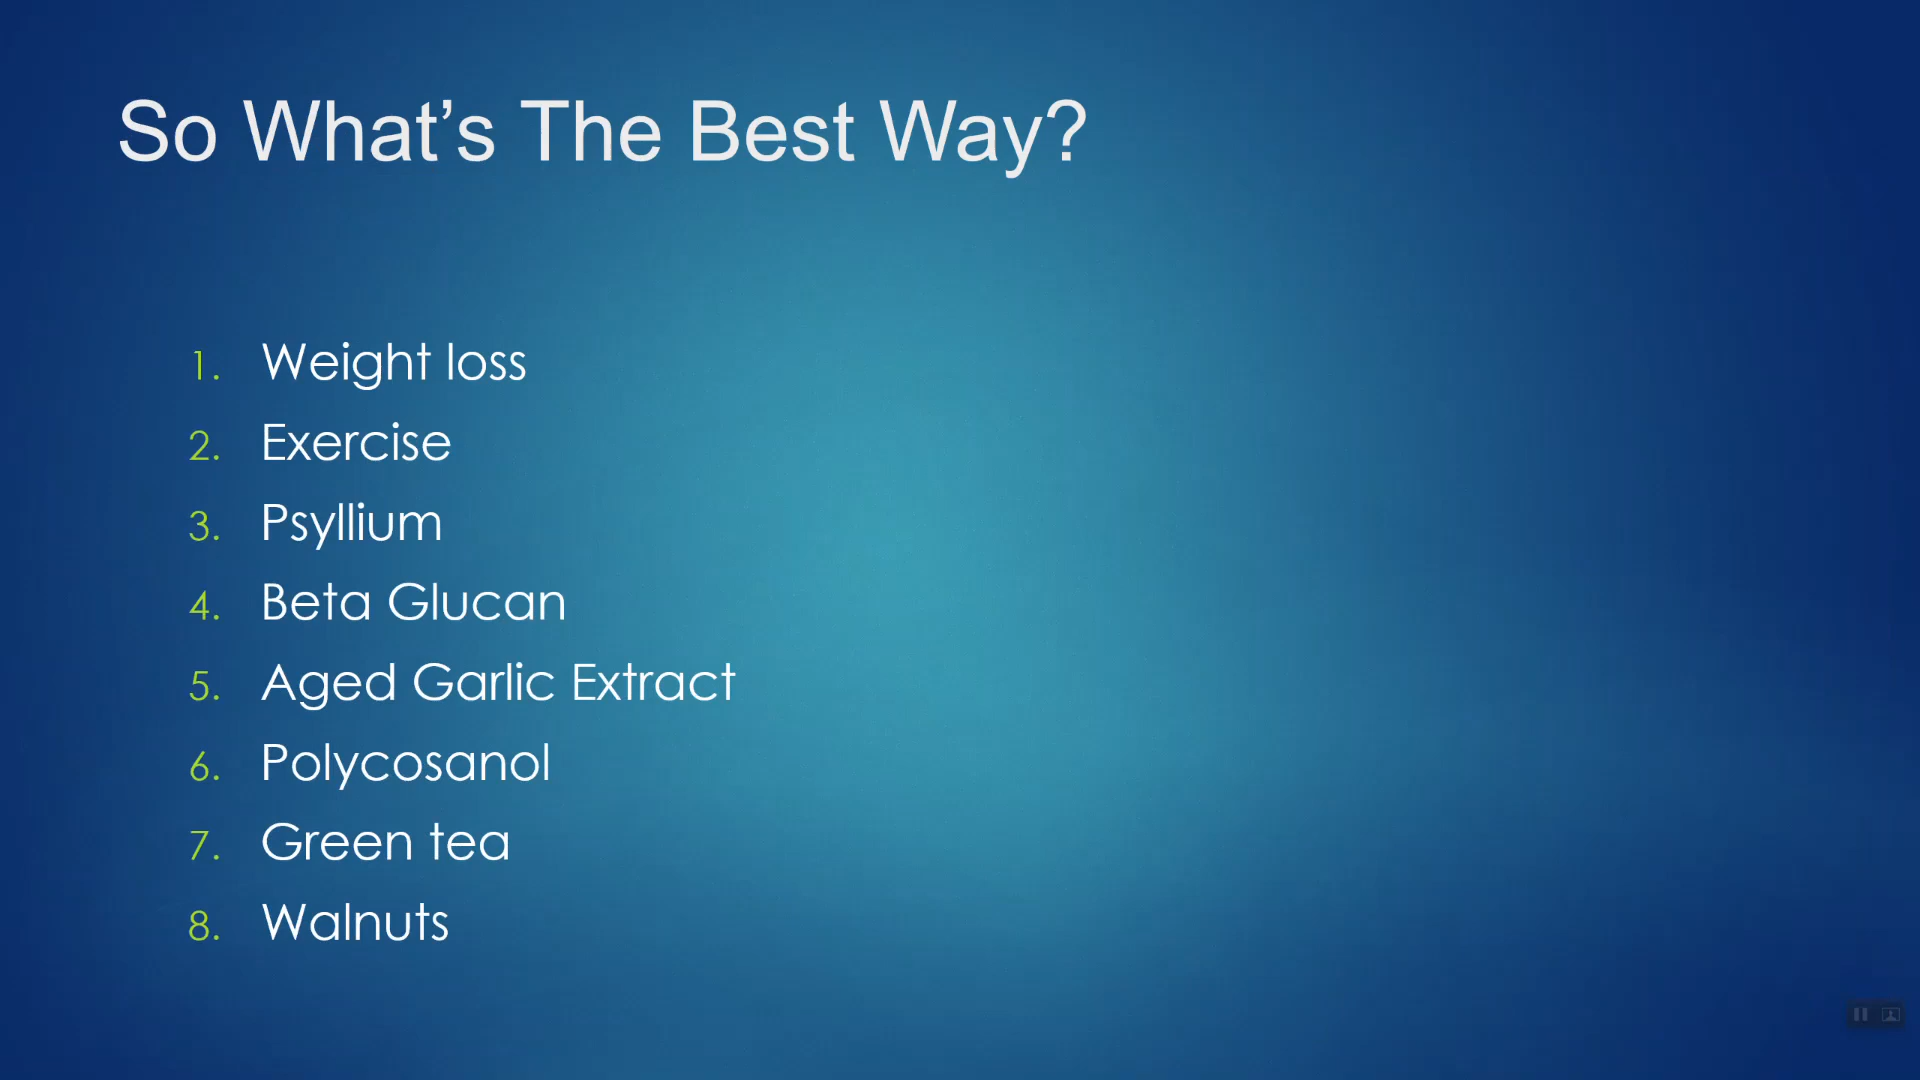 So What’s The Best Way?
1. Weight loss
2. Exercise
3. Psyllium
4. Beta Glucan
5. Aged Garlic Extract
6. Polycosanol
7. Green tea
8. Walnuts